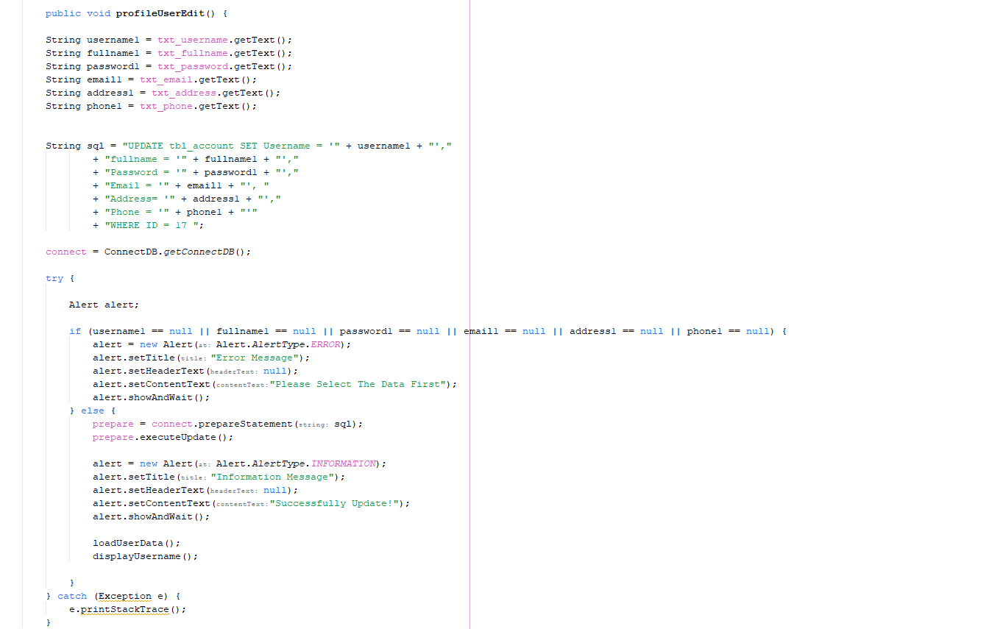 public void profileUserEdit() {
String username1 = txt_username.getText();
String fullname1 = txt_fullname.getText();
String password1 = txt_password.getText();
String email1 = txt_email.getText();
String address1 = txt_address.getText();
String phone1 = txt_phone.getText();
String sql = "UPDATE tbl_account SET Username = '" + username1 + "',"
+ "fullname = '" + fullname1 + "',"
+ "Password = '" + password1 + "',"
+ "Email = '" + email1 + "', "
+ "Address= '" + address1 + "',"
+ "Phone = '" + phone1 + "'"
+ "WHERE ID = 17 ";
connect = ConnectDB.getConnectDB();
try {
Alert alert;
if (username1 == null || fullname1 == null || password1 == null || email1 == null || address1 == null || phone1 == null) {
alert = new Alert(at: Alert.AlertType.ERROR);
alert.setTitle(title: "Error Message");
alert.setHeaderText(headerText: null);
alert.setContentText(contentText:"Please Select The Data First");
alert.showAndWait();
} else {
prepare = connect.prepareStatement(string: sql);
prepare.executeUpdate();
alert = new Alert(at: Alert.AlertType.INFORMATION);
alert.setTitle(title: "Information Message");
alert.setHeaderText(headerText: null);
alert.setContentText(contentText:"Successfully Update!");
alert.showAndWait();
loadUserData();
displayUsername();
}
} catch (Exception e) {
e.printStackTrace();
}